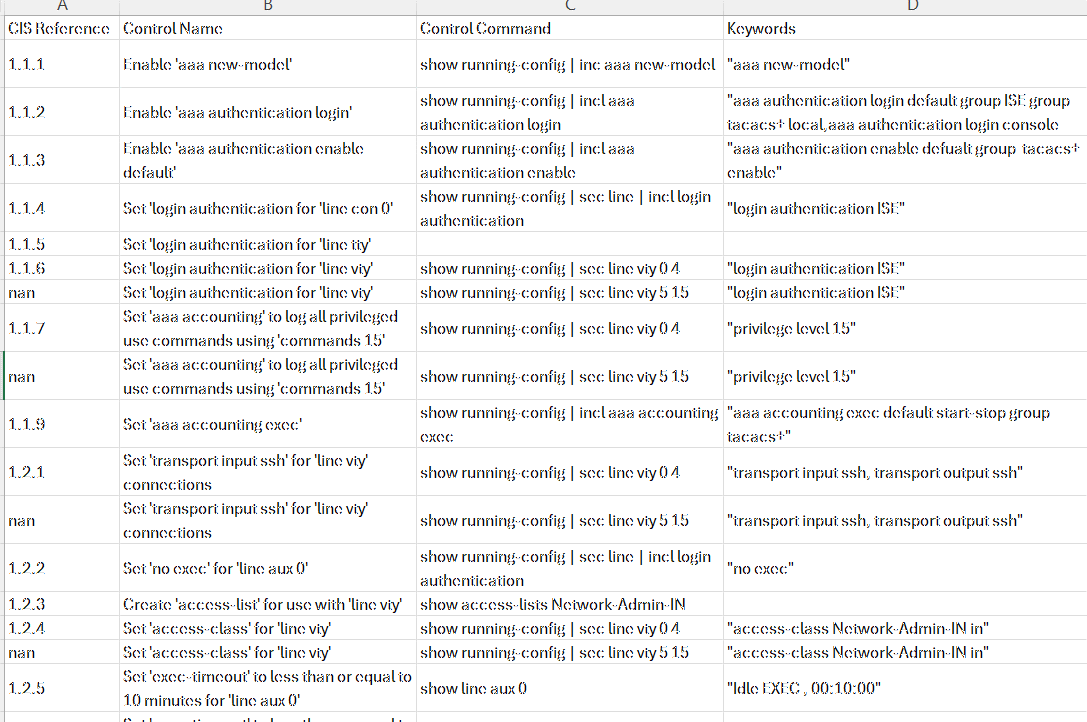 A B C D
CIS Reference Control Name Control Command Keywords
1.1.1 Enable 'aaa new-model' show running-config | inc aaa new-model "aaa new-model"
1.1.2 Enable 'aaa authentication login' show running-config | incl aaa authentication login "aaa authentication login default group ISE group tacacs+ local,aaa authentication login console
1.1.3 Enable 'aaa authentication enable default' show running-config | incl aaa authentication enable "aaa authentication enable defualt group tacacs+ enable"
1.1.4 Set 'login authentication for 'line con 0' show running-config | sec line | incl login authentication "login authentication ISE"
1.1.5 Set 'login authentication for 'line tty'
1.1.6 Set 'login authentication for 'line vty' show running-config | sec line vty 0 4 "login authentication ISE"
nan Set 'login authentication for 'line vty' show running-config | sec line vty 5 15 "login authentication ISE"
1.1.7 Set 'aaa accounting' to log all privileged use commands using 'commands 15' show running-config | sec line vty 0 4 "privilege level 15"
nan Set 'aaa accounting' to log all privileged use commands using 'commands 15' show running-config | sec line vty 5 15 "privilege level 15"
1.1.9 Set 'aaa accounting exec' show running-config | incl aaa accounting exec "aaa accounting exec default start-stop group tacacs+"
1.2.1 Set 'transport input ssh' for 'line vty' connections show running-config | sec line vty 0 4 "transport input ssh, transport output ssh"
nan Set 'transport input ssh' for 'line vty' connections show running-config | sec line vty 5 15 "transport input ssh, transport output ssh"
1.2.2 Set 'no exec' for 'line aux 0' show running-config | sec line | incl login authentication "no exec"
1.2.3 Create 'access-list' for use with 'line vty' show access-lists Network-Admin-IN
1.2.4 Set 'access-class' for 'line vty' show running-config | sec line vty 0 4 "access-class Network-Admin-IN in"
nan Set 'access-class' for 'line vty' show running-config | sec line vty 5 15 "access-class Network-Admin-IN in"
1.2.5 Set 'exec-timeout' to less than or equal to 10 minutes for 'line aux 0' show line aux 0 "Idle EXEC , 00:10:00"